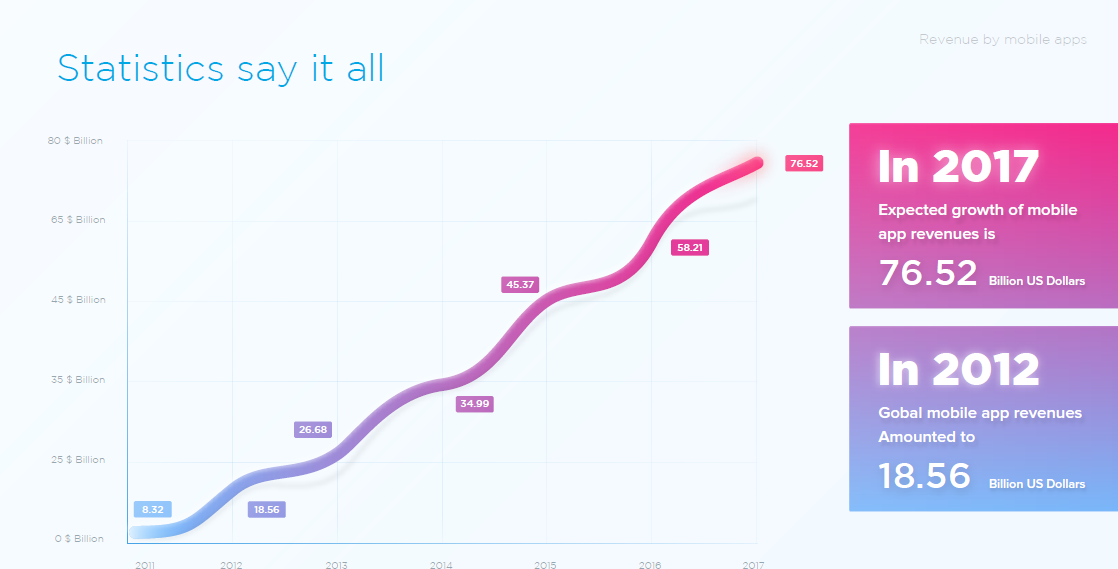 Revenue by mobile apps
Statistics say it all
80 $ Billion
65 $ Billion
45 $ Billion
35 $ Billion
25 $ Billion
0 $ Billion
8.32
18.56
26.68
34.99
45.37
58.21
76.52
2011
2012
2013
2014
2015
2016
2017
In 2017
Expected growth of mobile
app revenues is
76.52 Billion US Dollars
In 2012
Gobal mobile app revenues
Amounted to
18.56 Billion US Dollars